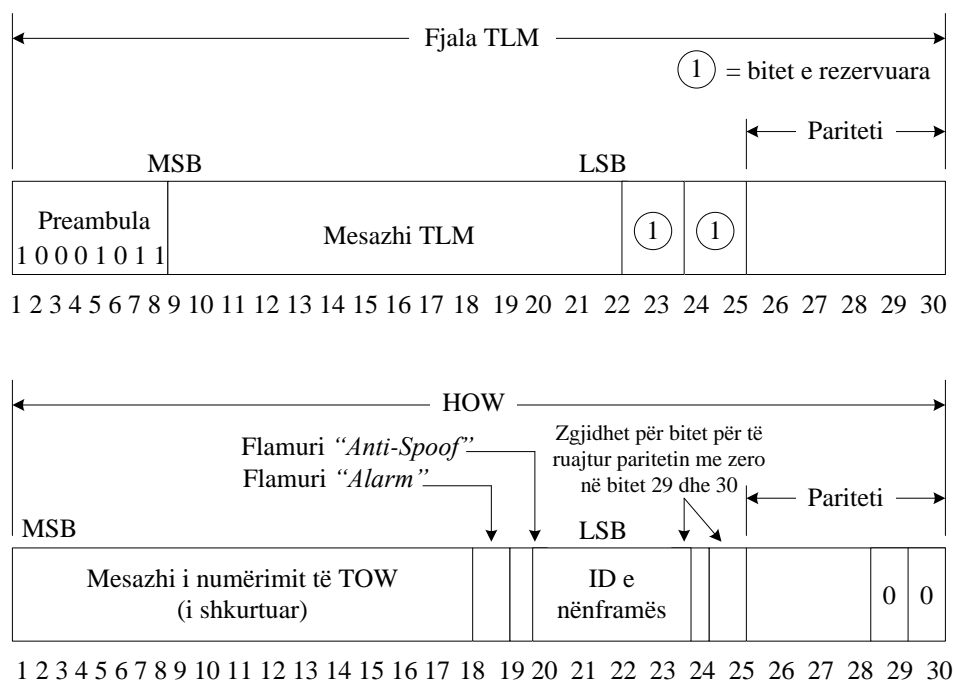 Fjala TLM
1 = bitet e rezervuara
Pariteti
MSB
LSB
Preambula
1 0 0 0 1 0 1 1
Mesazhi TLM
1
1
1 2 3 4 5 6 7 8 9 10 11 12 13 14 15 16 17 18 19 20 21 22 23 24 25 26 27 28 29 30
HOW
Flamuri “Anti-Spoof”
Flamuri “Alarm”
Zgjidhet për bitet për të
ruajtur paritetin me zero
në bitet 29 dhe 30
Pariteti
MSB
LSB
Mesazhi i numërimit të TOW
(i shkurtuar)
ID e
nënframës
0
0
1 2 3 4 5 6 7 8 9 10 11 12 13 14 15 16 17 18 19 20 21 22 23 24 25 26 27 28 29 30